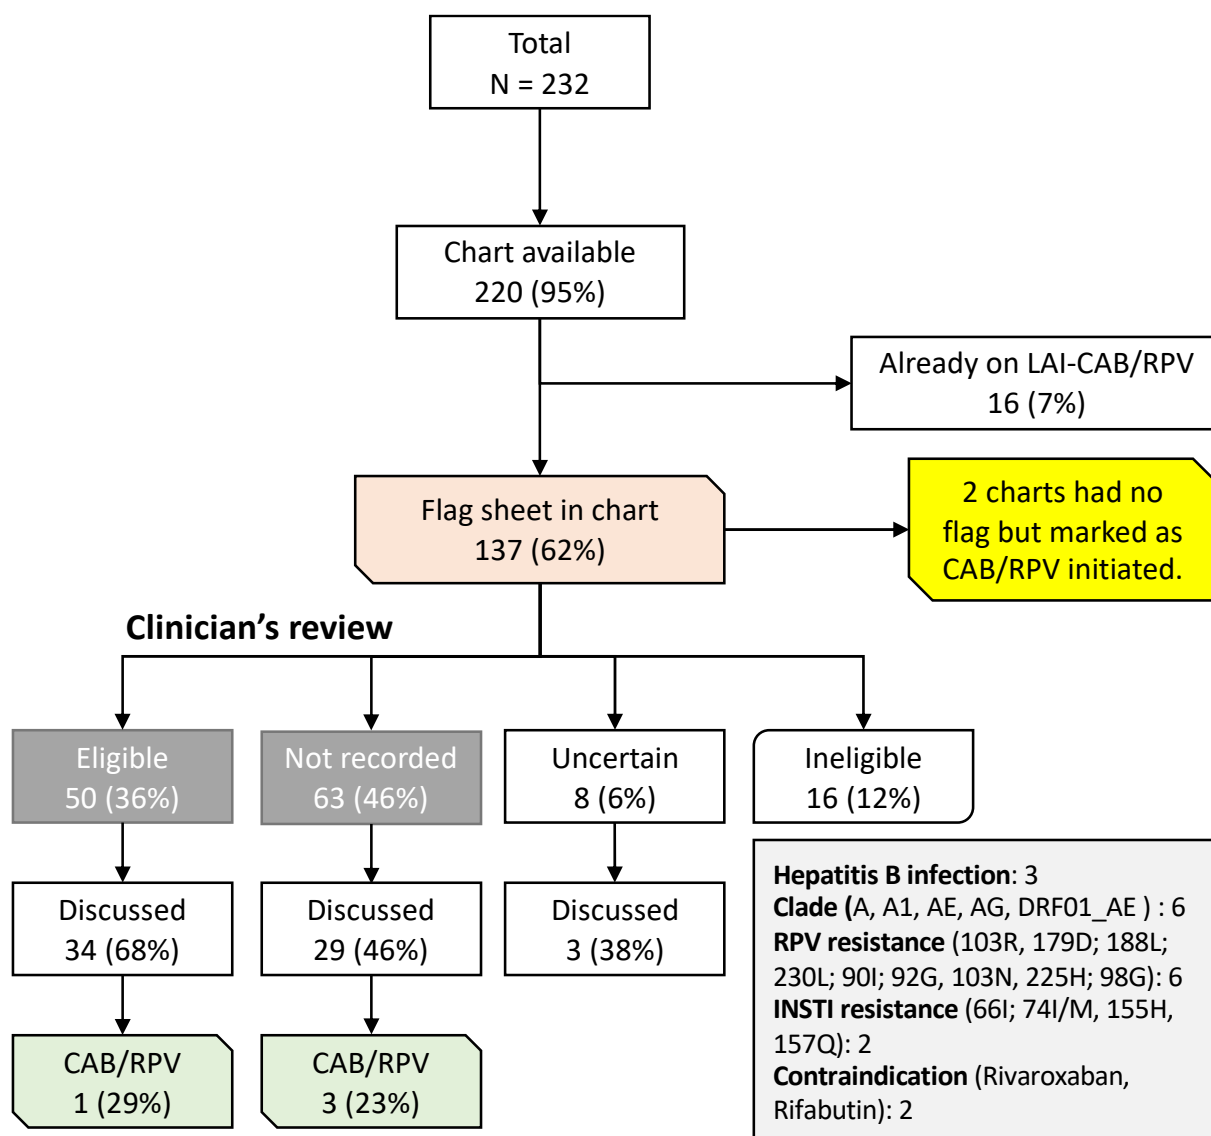 Total
N = 232
Chart available
220 (95%)
Already on LAI-CAB/RPV
16 (7%)
Flag sheet in chart
137 (62%)
2 charts had no
flag but marked as
CAB/RPV initiated.
Clinician’s review
Eligible
50 (36%)
Not recorded
63 (46%)
Uncertain
8 (6%)
Ineligible
16 (12%)
Discussed
34 (68%)
Discussed
29 (46%)
Discussed
3 (38%)
CAB/RPV
1 (29%)
CAB/RPV
3 (23%)
Hepatitis B infection: 3
Clade (A, A1, AE, AG, DRF01_AE ) : 6
RPV resistance (103R, 179D; 188L;
230L; 90I; 92G, 103N, 225H; 98G): 6
INSTI resistance (66I; 74I/M, 155H,
157Q): 2
Contraindication (Rivaroxaban,
Rifabutin): 2